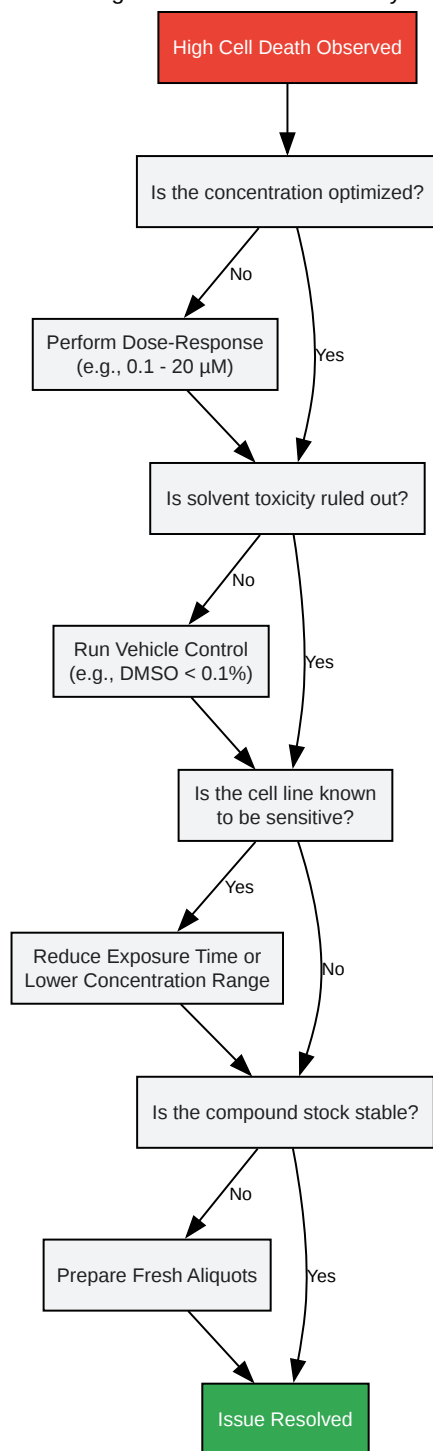 High Cell Death Observed
Is the concentration optimized?
No
Perform Dose-Response
(e.g., 0.1 - 20 µM)
Yes
Is solvent toxicity ruled out?
No
Run Vehicle Control
(e.g., DMSO < 0.1%)
Yes
Is the cell line known
to be sensitive?
Yes
Reduce Exposure Time or
Lower Concentration Range
No
Is the compound stock stable?
No
Prepare Fresh Aliquots
Yes
Issue Resolved